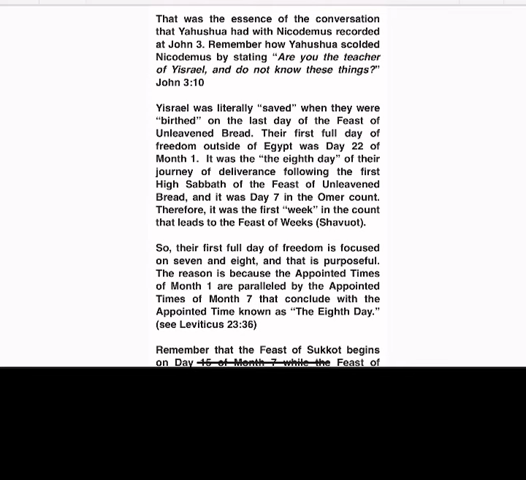 That was the essence of the conversation
that Yahushua had with Nicodemus recorded
at John 3. Remember how Yahushua scolded
Nicodemus by stating “Are you the teacher
of Yisrael, and do not know these things?”
John 3:10
Yisrael was literally “saved” when they were
“birthed” on the last day of the Feast of
Unleavened Bread. Their first full day of
freedom outside of Egypt was Day 22 of
Month 1. It was the “the eighth day” of their
journey of deliverance following the first
High Sabbath of the Feast of Unleavened
Bread, and it was Day 7 in the Omer count.
Therefore, it was the first “week” in the count
that leads to the Feast of Weeks (Shavuot).
So, their first full day of freedom is focused
on seven and eight, and that is purposeful.
The reason is because the Appointed Times
of Month 1 are paralleled by the Appointed
Times of Month 7 that conclude with the
Appointed Time known as “The Eighth Day.”
(see Leviticus 23:36)
Remember that the Feast of Sukkot begins
on Day 15 of Month 7 while the Feast of